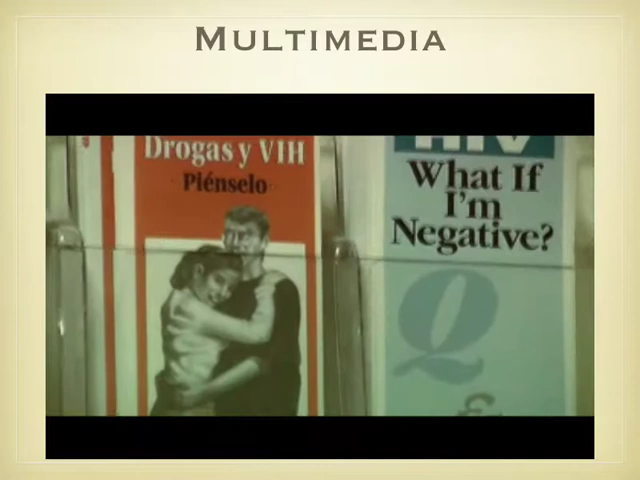 MULTIMEDIA
Drogas y VIH
Piénselo
HIV
What If
I'm
Negative?
Q
&